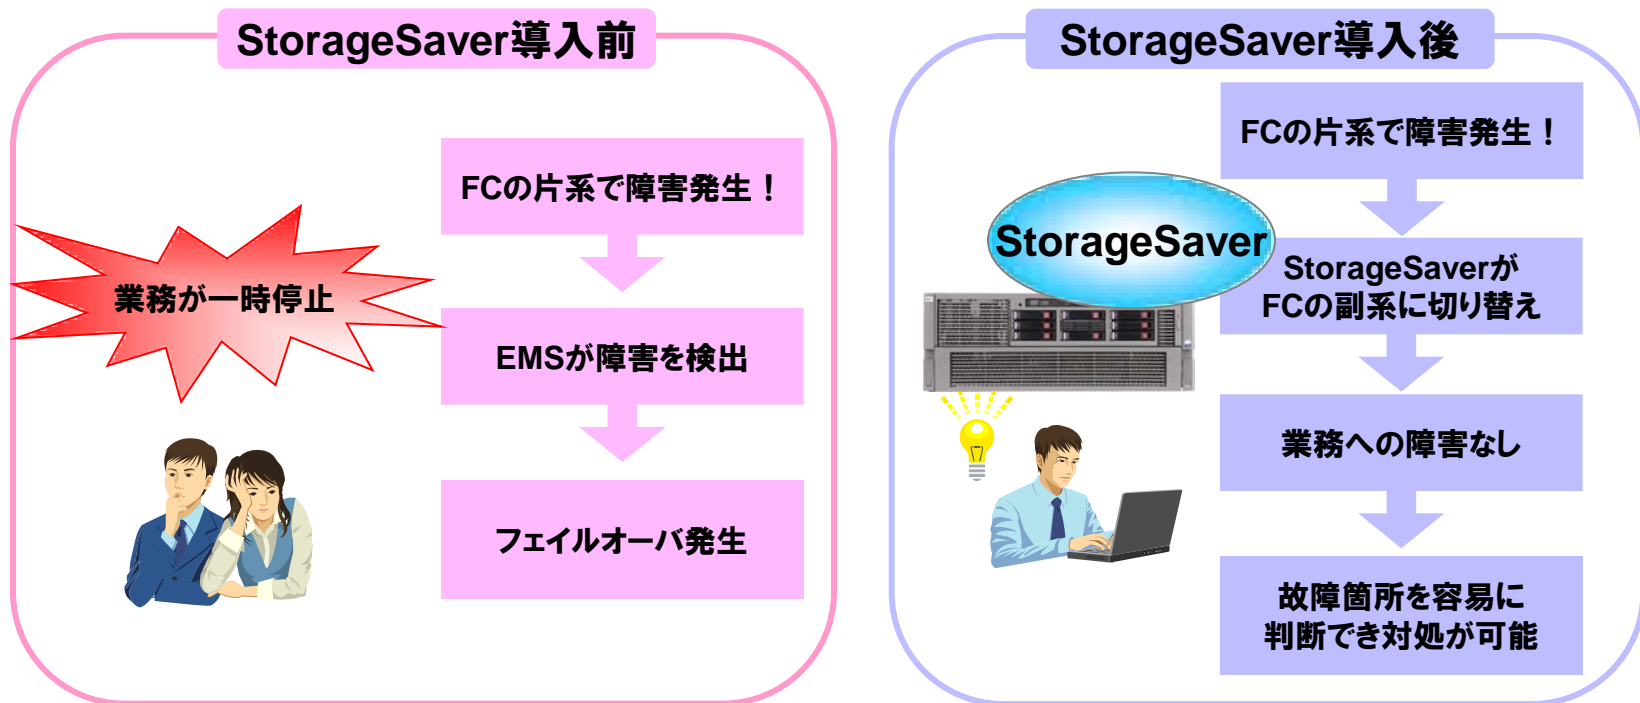 StorageSaver導入前
FCの片系で障害発生！
業務が一時停止
EMSが障害を検出
フェイルオーバ発生
StorageSaver導入後
FCの片系で障害発生！
StorageSaver
StorageSaverが
FCの副系に切り替え
業務への障害なし
故障箇所を容易に
判断でき対処が可能